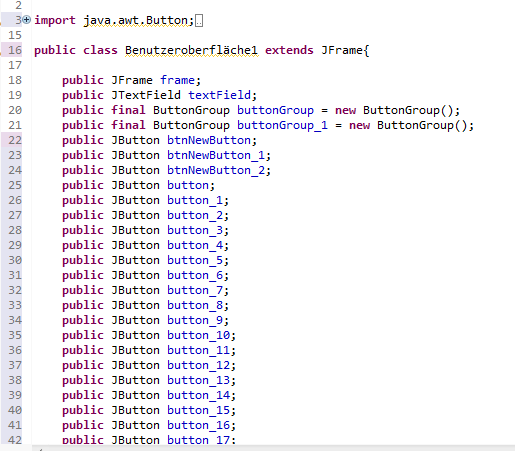 2
3 import java.awt.Button;
15
16 public class Benutzeroberfläche1 extends JFrame{
17
18 public JFrame frame;
19 public JTextField textField;
20 public final ButtonGroup buttonGroup = new ButtonGroup();
21 public final ButtonGroup buttonGroup_1 = new ButtonGroup();
22 public JButton btnNewButton;
23 public JButton btnNewButton_1;
24 public JButton btnNewButton_2;
25 public JButton button;
26 public JButton button_1;
27 public JButton button_2;
28 public JButton button_3;
29 public JButton button_4;
30 public JButton button_5;
31 public JButton button_6;
32 public JButton button_7;
33 public JButton button_8;
34 public JButton button_9;
35 public JButton button_10;
36 public JButton button_11;
37 public JButton button_12;
38 public JButton button_13;
39 public JButton button_14;
40 public JButton button_15;
41 public JButton button_16;
42 public JButton button_17;